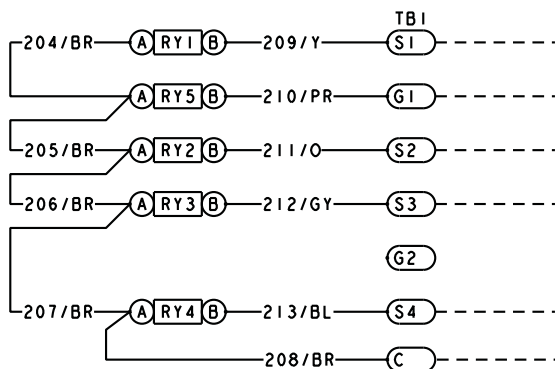 TB1
204/BR A RY1 B 209/Y S1
A RY5 B 210/PR G1
205/BR A RY2 B 211/O S2
206/BR A RY3 B 212/GY S3
G2
207/BR A RY4 B 213/BL S4
208/BR C